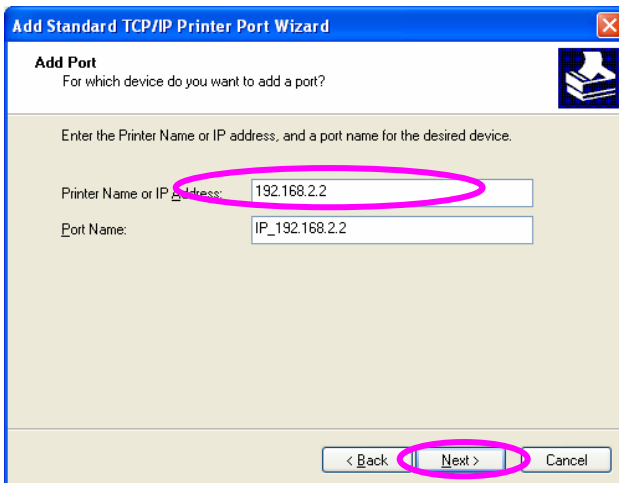 Add Standard TCP/IP Printer Port Wizard
Add Port
For which device do you want to add a port?
Enter the Printer Name or IP address, and a port name for the desired device.
Printer Name or IP Address: 192.168.2.2
Port Name: IP_192.168.2.2
< Back Next > Cancel